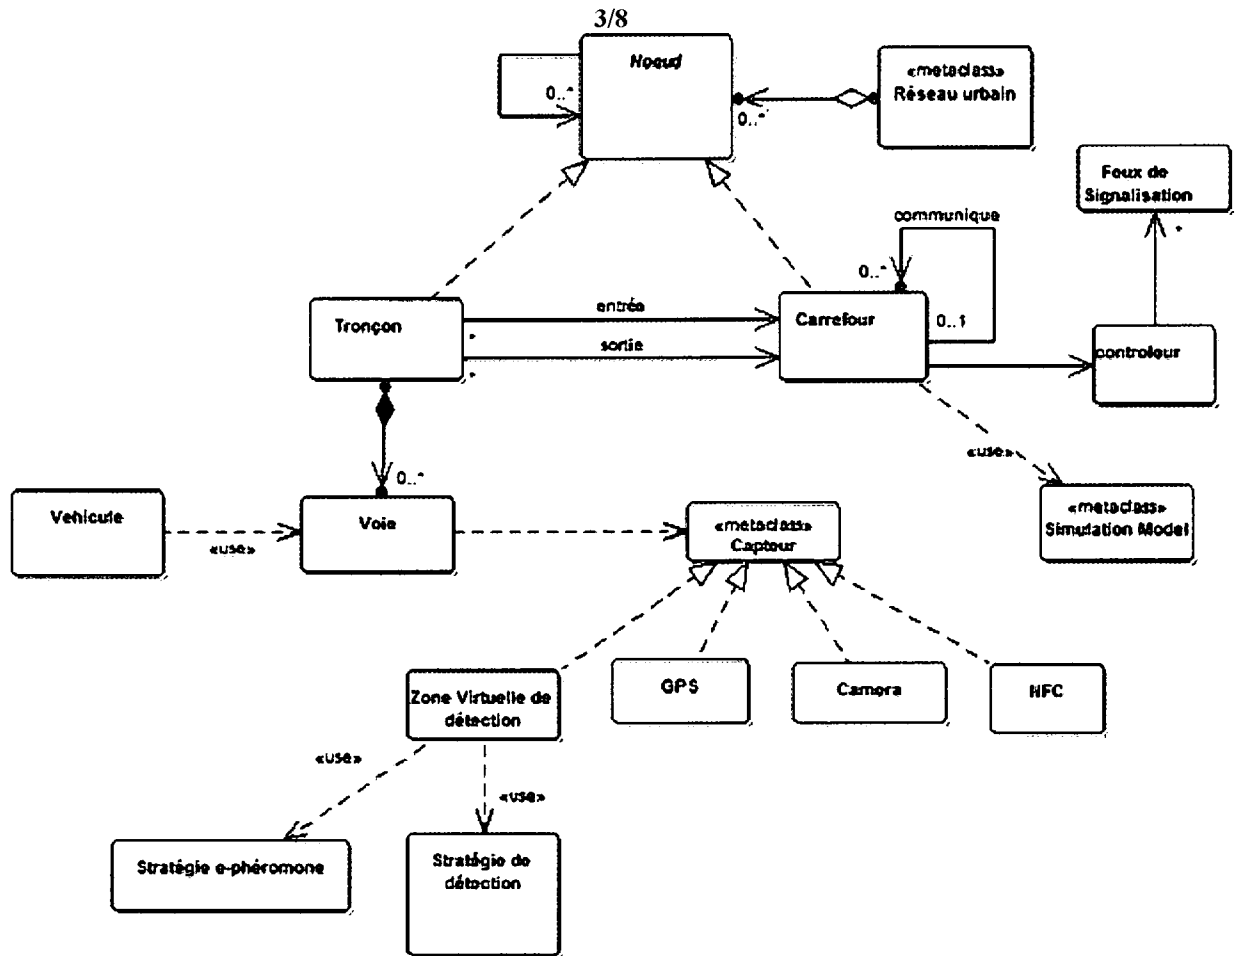 3/8
Noeud
0..*
0..*
«metaclass»
Réseau urbain
Feux de
Signalisation
*
communique
0..*
0..1
Tronçon
entrée
*
sortie
*
Carrefour
controleur
«use»
0..*
Vehicule
«use»
Voie
«metaclass»
Capteur
«metaclass»
Simulation Model
Zone Virtuelle de
détection
GPS
Camera
NFC
«use»
«use»
Stratégie e-phéromone
Stratégie de
détection